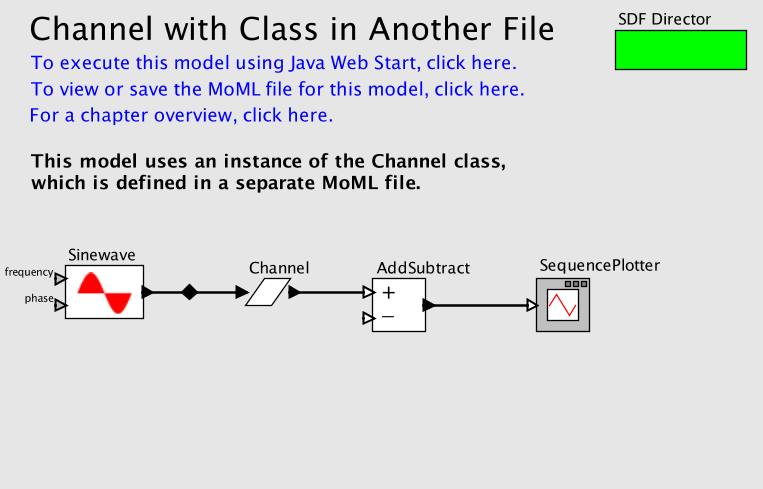 Channel with Class in Another File
SDF Director
To execute this model using Java Web Start, click here.
To view or save the MoML file for this model, click here.
For a chapter overview, click here.
This model uses an instance of the Channel class,
which is defined in a separate MoML file.
Sinewave
frequency
phase
Channel
AddSubtract
+
−
SequencePlotter